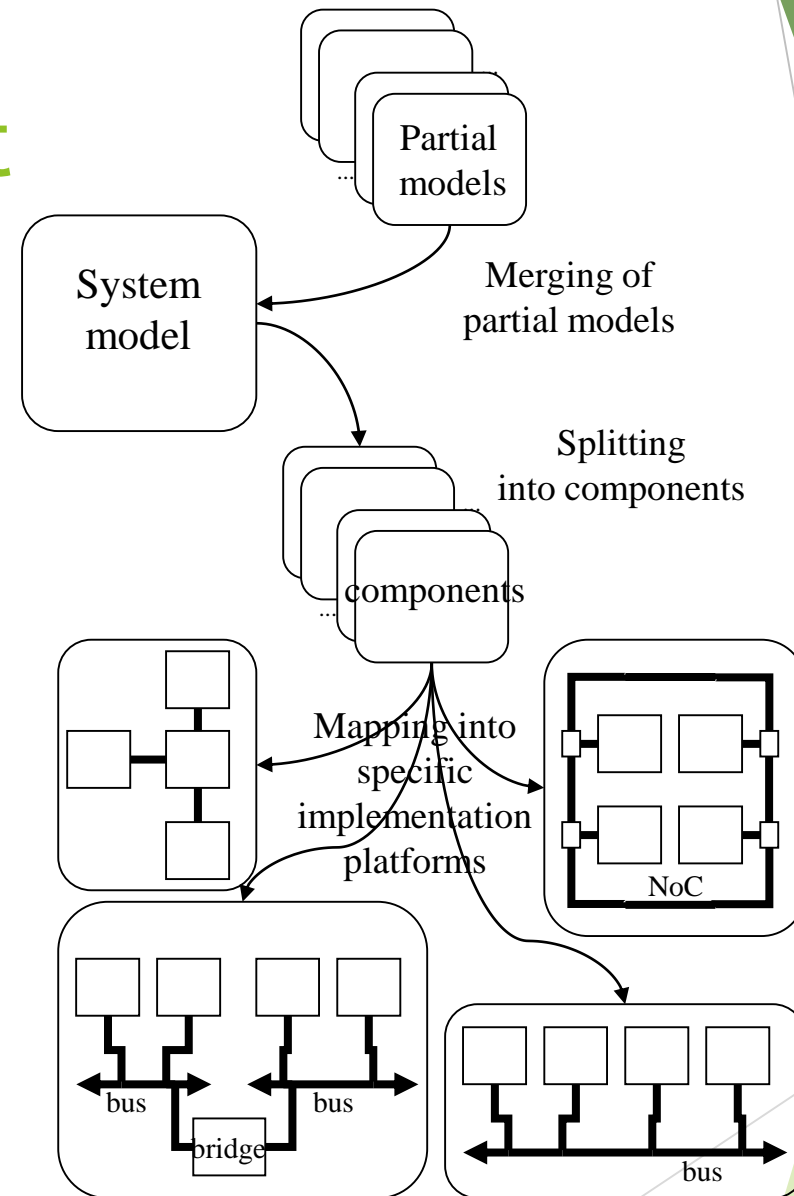 ...
Partial
models
...
System
model
Merging of
partial models
Splitting
into components
...
components
...
Mapping into
specific
implementation
platforms
NoC
bus
bus
bridge
bus